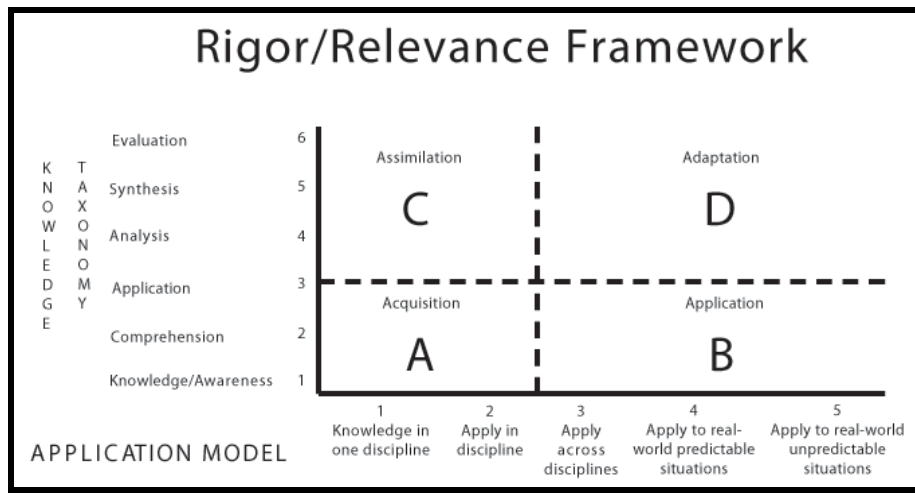 Rigor/Relevance Framework
KNOWLEDGE
TAXONOMY
Evaluation 6
Synthesis 5
Analysis 4
Application 3
Comprehension 2
Knowledge/Awareness 1
Assimilation
C
Adaptation
D
Acquisition
A
Application
B
1
Knowledge in
one discipline
2
Apply in
discipline
3
Apply
across
disciplines
4
Apply to real-
world predictable
situations
5
Apply to real-world
unpredictable
situations
APPLICATION MODEL